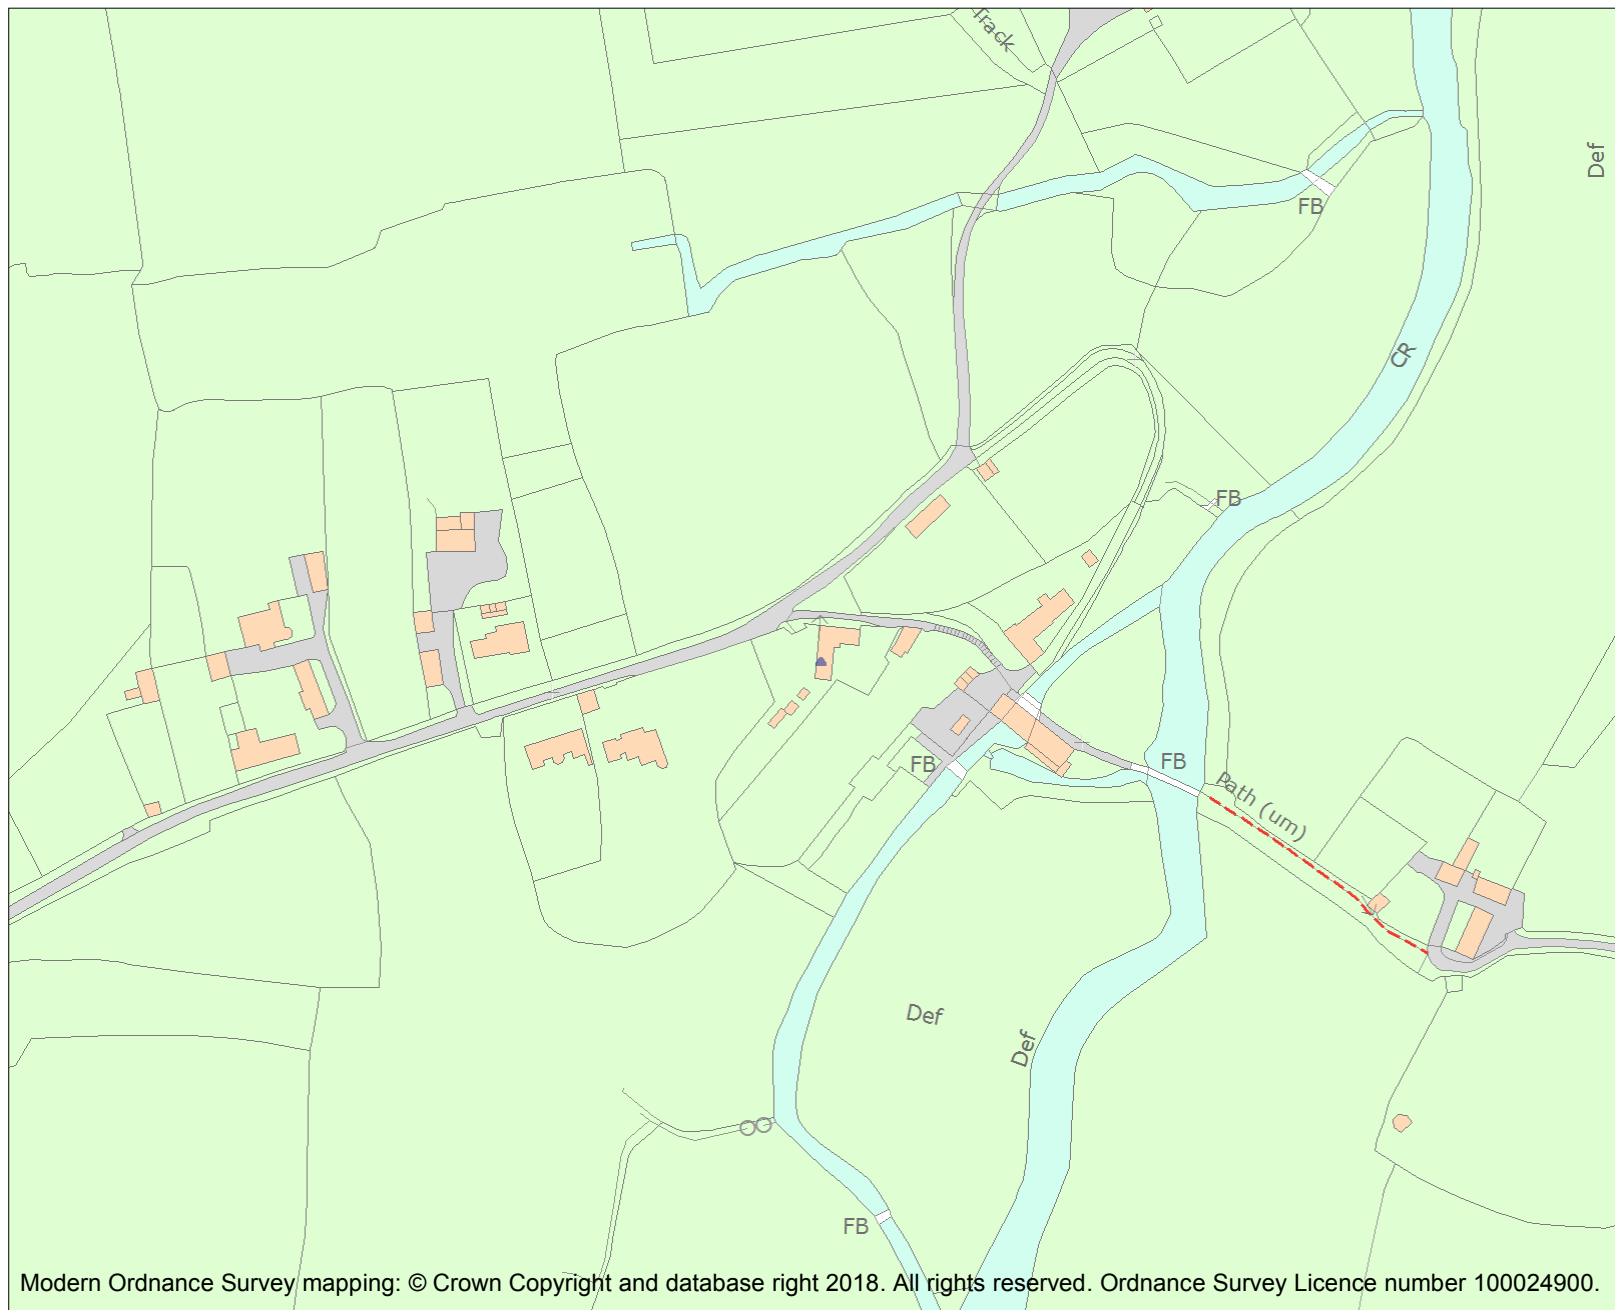 Track
Def
FB
CR
FB
FB
FB
Path (um)
Def
Def
FB
Modern Ordnance Survey mapping: © Crown Copyright and database right 2018. All rights reserved. Ordnance Survey Licence number 100024900.